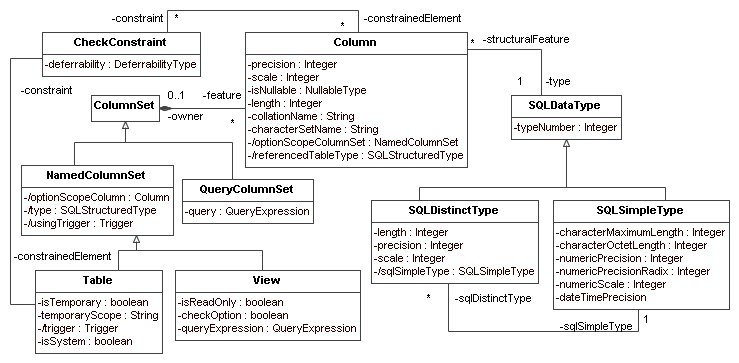 -constraint
*
-constrainedElement
*
CheckConstraint
-deferrability : DeferrabilityType
Column
-precision : Integer
-scale : Integer
-isNullable : NullableType
-length : Integer
-collationName : String
-characterSetName : String
-/optionScopeColumnSet : NamedColumnSet
-/referencedTableType : SQLStructuredType
*
-structuralFeature
1
-type
-constraint
ColumnSet
0..1
-feature
-owner
*
SQLDataType
-typeNumber : Integer
NamedColumnSet
-/optionScopeColumn : Column
-/type : SQLStructuredType
-/usingTrigger : Trigger
QueryColumnSet
-query : QueryExpression
SQLDistinctType
-length : Integer
-precision : Integer
-scale : Integer
-/sqlSimpleType : SQLSimpleType
SQLSimpleType
-characterMaximumLength : Integer
-characterOctetLength : Integer
-numericPrecision : Integer
-numericPrecisionRadix : Integer
-numericScale : Integer
-dateTimePrecision
-constrainedElement
Table
-isTemporary : boolean
-temporaryScope : String
-/trigger : Trigger
-isSystem : boolean
View
-isReadOnly : boolean
-checkOption : boolean
-queryExpression : QueryExpression
*
-sqlDistinctType
-sqlSimpleType
1